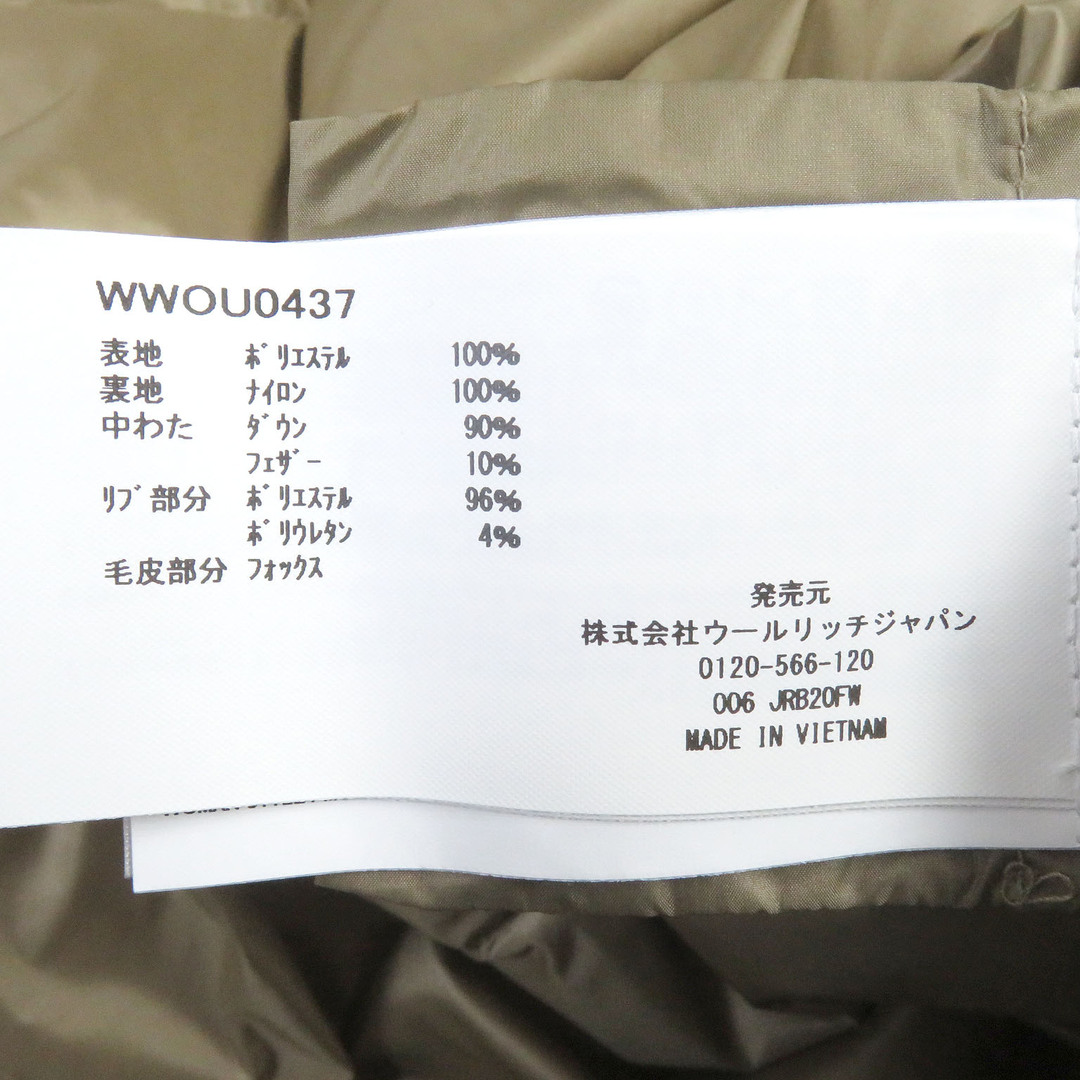 WWOU0437
表地 ﾎﾟﾘｴｽﾃﾙ 100%
裏地 ﾅｲﾛﾝ 100%
中わた ﾀﾞｳﾝ 90%
ﾌｪｻﾞｰ 10%
ﾘﾌﾞ部分 ﾎﾟﾘｴｽﾃﾙ 96%
ﾎﾟﾘｳﾚﾀﾝ 4%
毛皮部分 ﾌｫｯｸｽ
発売元
株式会社ウールリッチジャパン
0120-566-120
006 JRB20FW
MADE IN VIETNAM